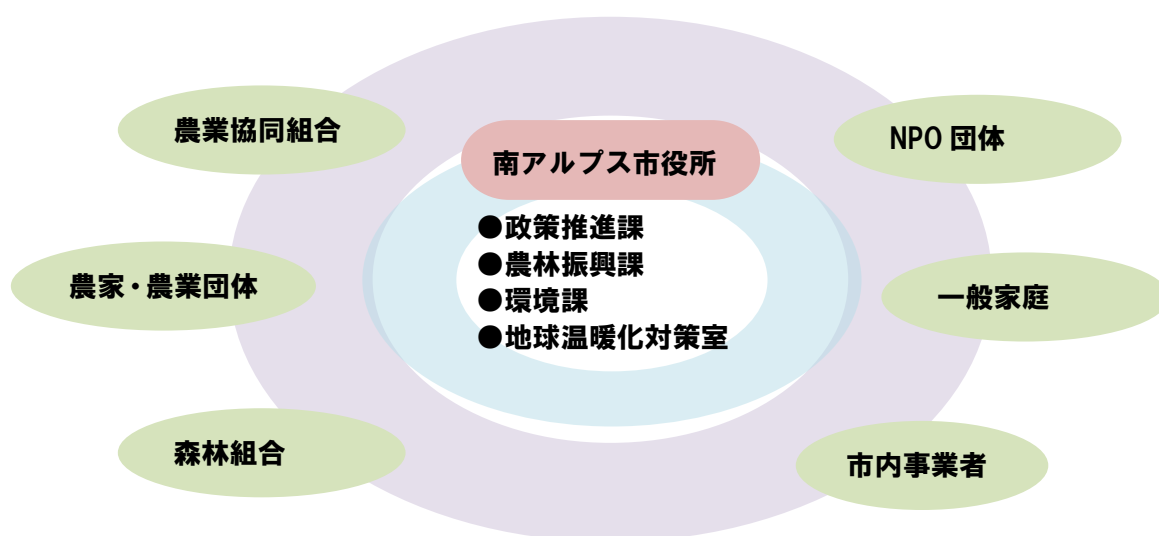 農業協同組合
NPO 団体
南アルプス市役所
●政策推進課
●農林振興課
●環境課
●地球温暖化対策室
農家・農業団体
一般家庭
森林組合
市内事業者